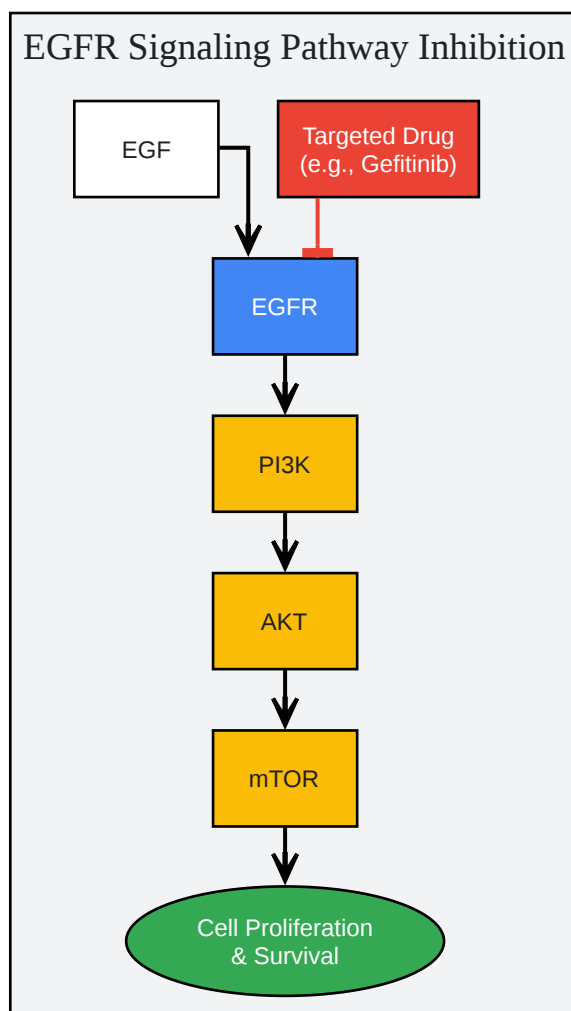 EGFR Signaling Pathway Inhibition
EGF
Targeted Drug
(e.g., Gefitinib)
EGFR
PI3K
AKT
mTOR
Cell Proliferation
& Survival